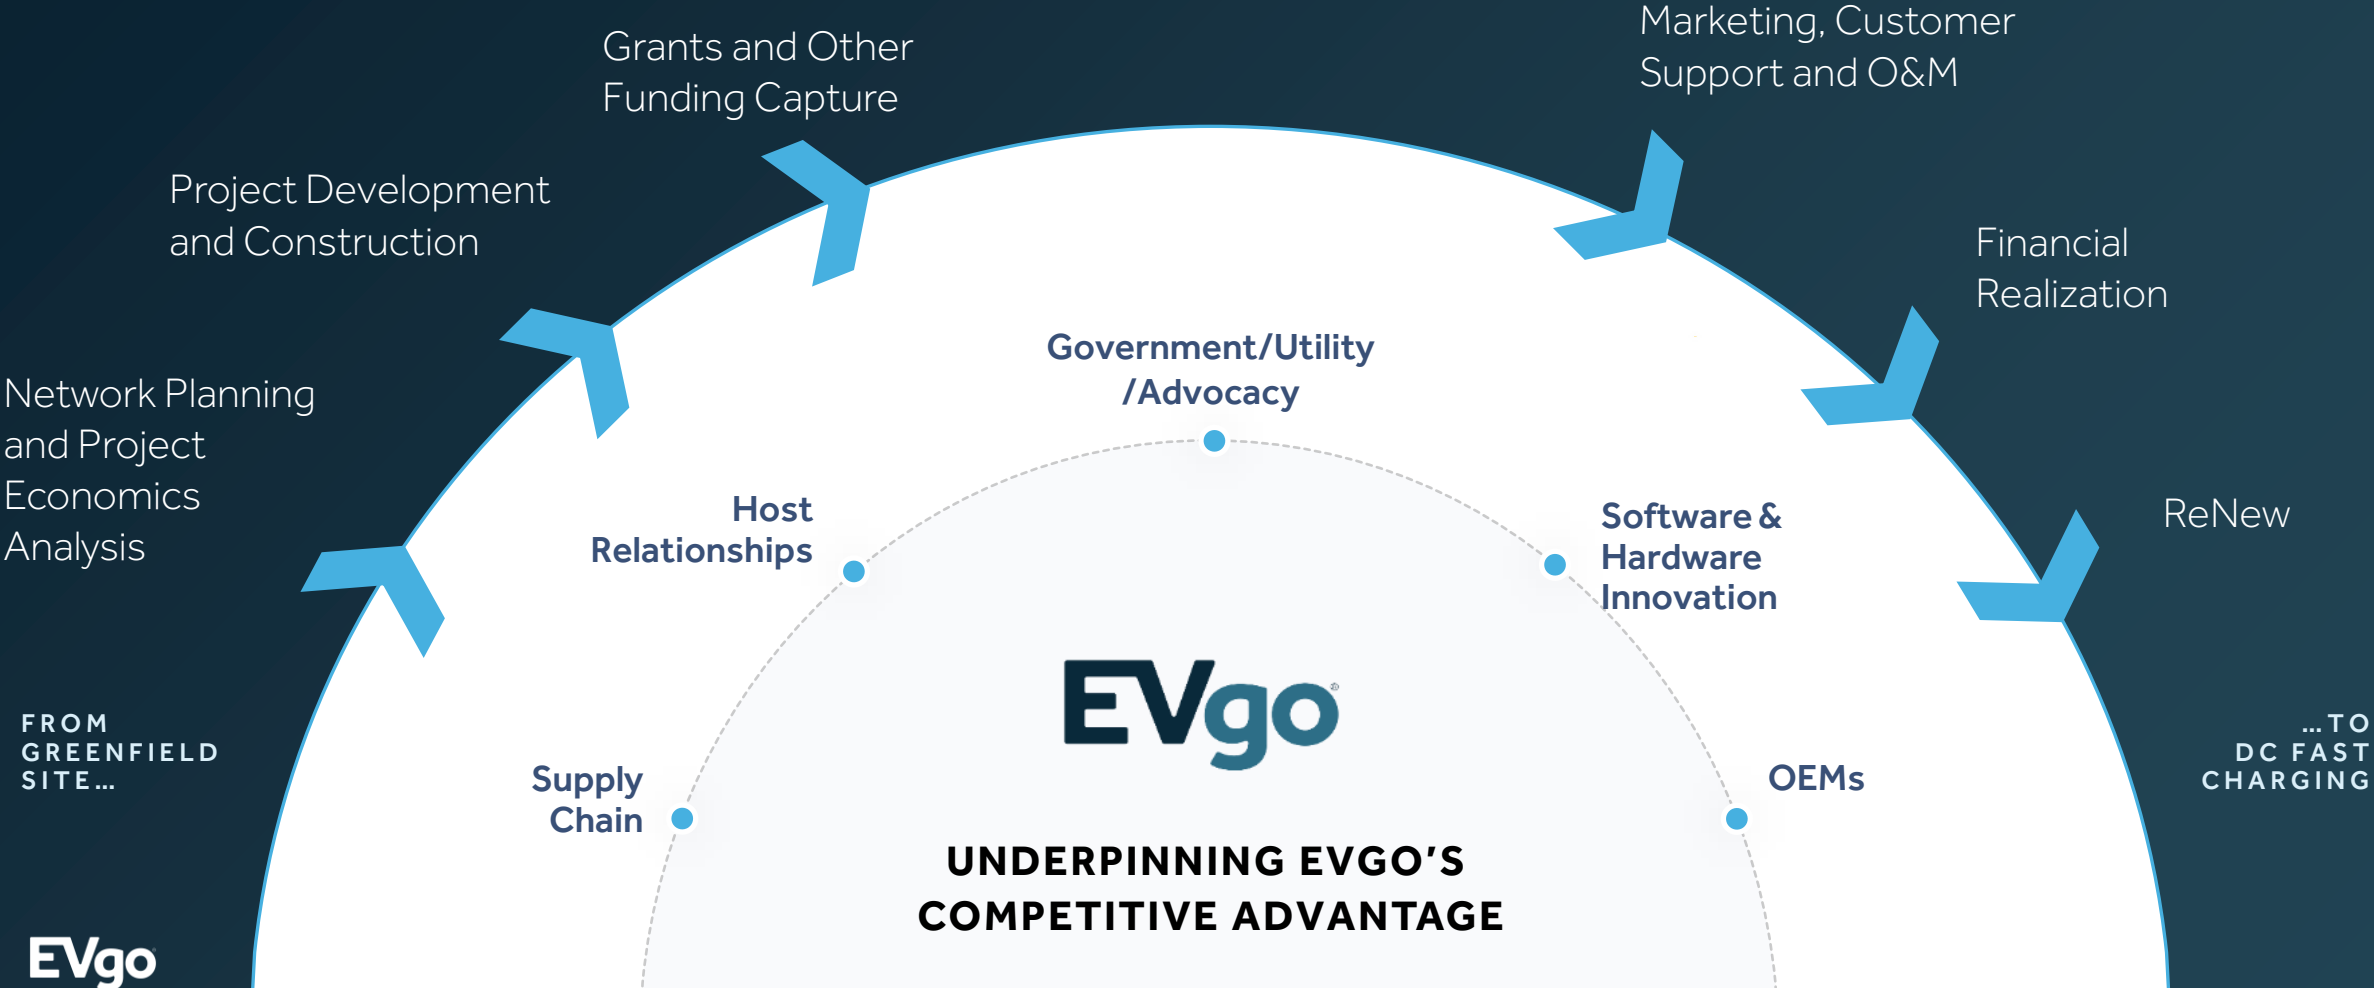 Grants and Other
Funding Capture
Marketing, Customer
Support and O&M
Project Development
and Construction
Financial
Realization
Network Planning
and Project
Economics
Analysis
ReNew
Government/Utility
/Advocacy
Host
Relationships
Software &
Hardware
Innovation
Supply
Chain
OEMs
EVgo®
UNDERPINNING EVGO'S
COMPETITIVE ADVANTAGE
FROM
GREENFIELD
SITE...
...TO
DC FAST
CHARGING
EVgo